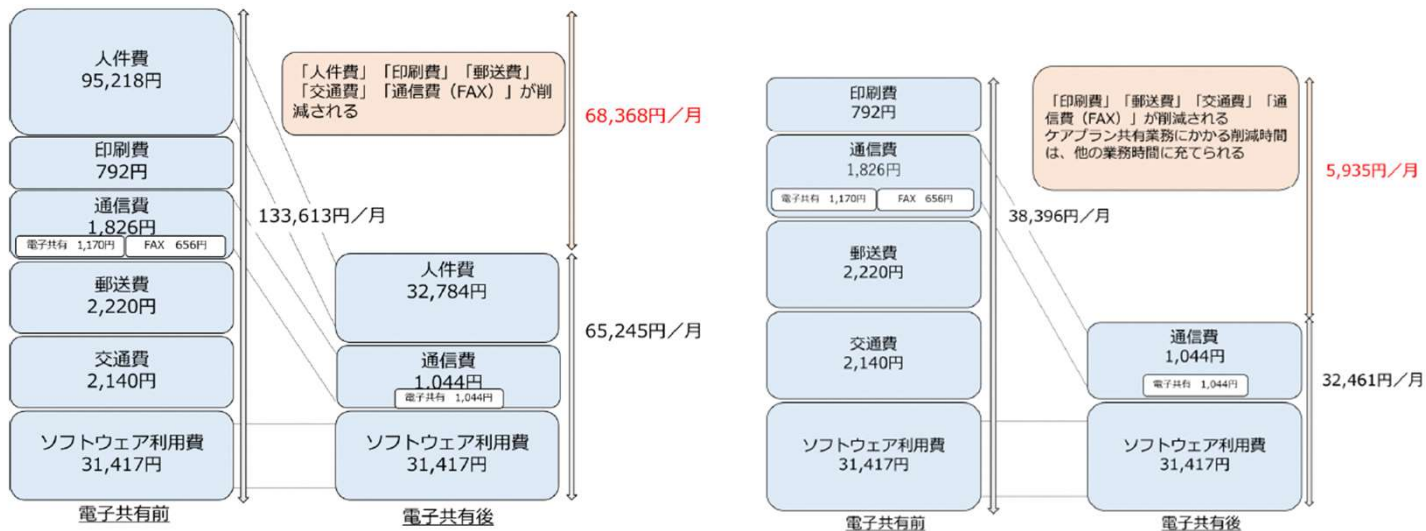 人件費
95,218円
印刷費
792円
通信費
1,826円
電子共有 1,170円
FAX 656円
郵送費
2,220円
交通費
2,140円
ソフトウェア利用費
31,417円
電子共有前
133,613円／月
「人件費」「印刷費」「郵送費」
「交通費」「通信費（FAX）」が削
減される
68,368円／月
人件費
32,784円
通信費
1,044円
電子共有 1,044円
ソフトウェア利用費
31,417円
電子共有後
65,245円／月
印刷費
792円
通信費
1,826円
電子共有 1,170円
FAX 656円
郵送費
2,220円
交通費
2,140円
ソフトウェア利用費
31,417円
電子共有前
38,396円／月
「印刷費」「郵送費」「交通費」「通
信費（FAX）」が削減される
ケアプラン共有業務にかかる削減時間
は、他の業務時間に充てられる
5,935円／月
通信費
1,044円
電子共有 1,044円
ソフトウェア利用費
31,417円
電子共有後
32,461円／月